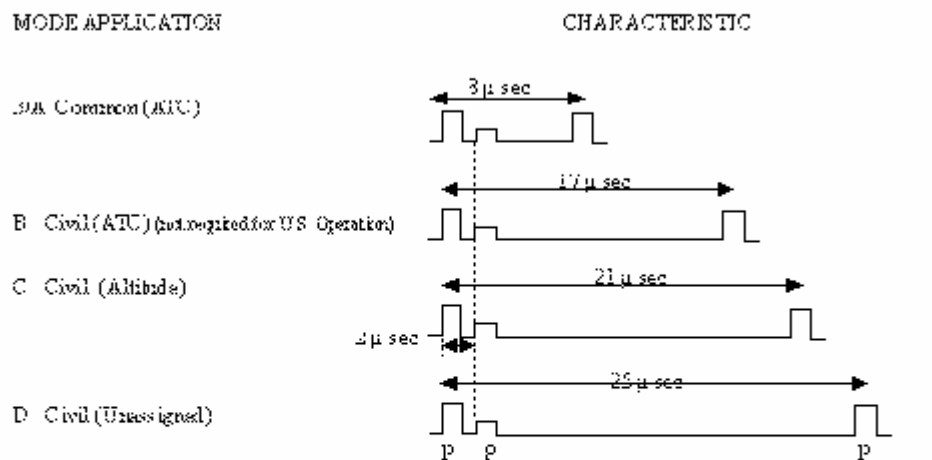 MODE APPLICATION CHARACTERISTIC
8 μ sec
3/A Common (ATC)
17 μ sec
B Civil (ATC) (not required for U.S. Operation)
21 μ sec
C Civil (Altitude)
2 μ sec
25 μ sec
D Civil (Unassigned)
P P P